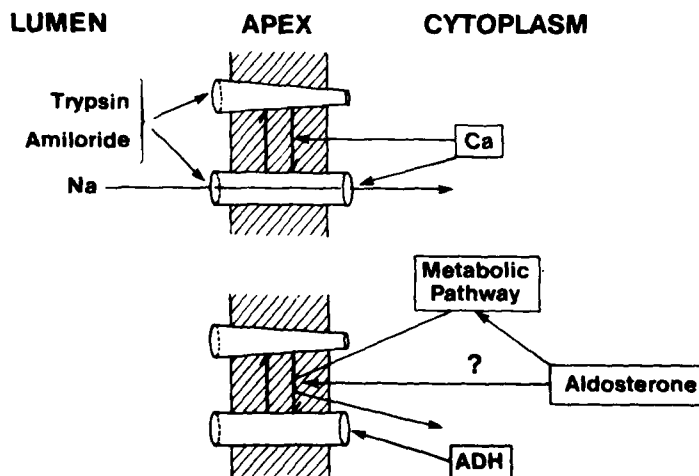 LUMEN APEX CYTOPLASM
Trypsin
Amiloride
Ca
Na
Metabolic
Pathway
?
Aldosterone
ADH